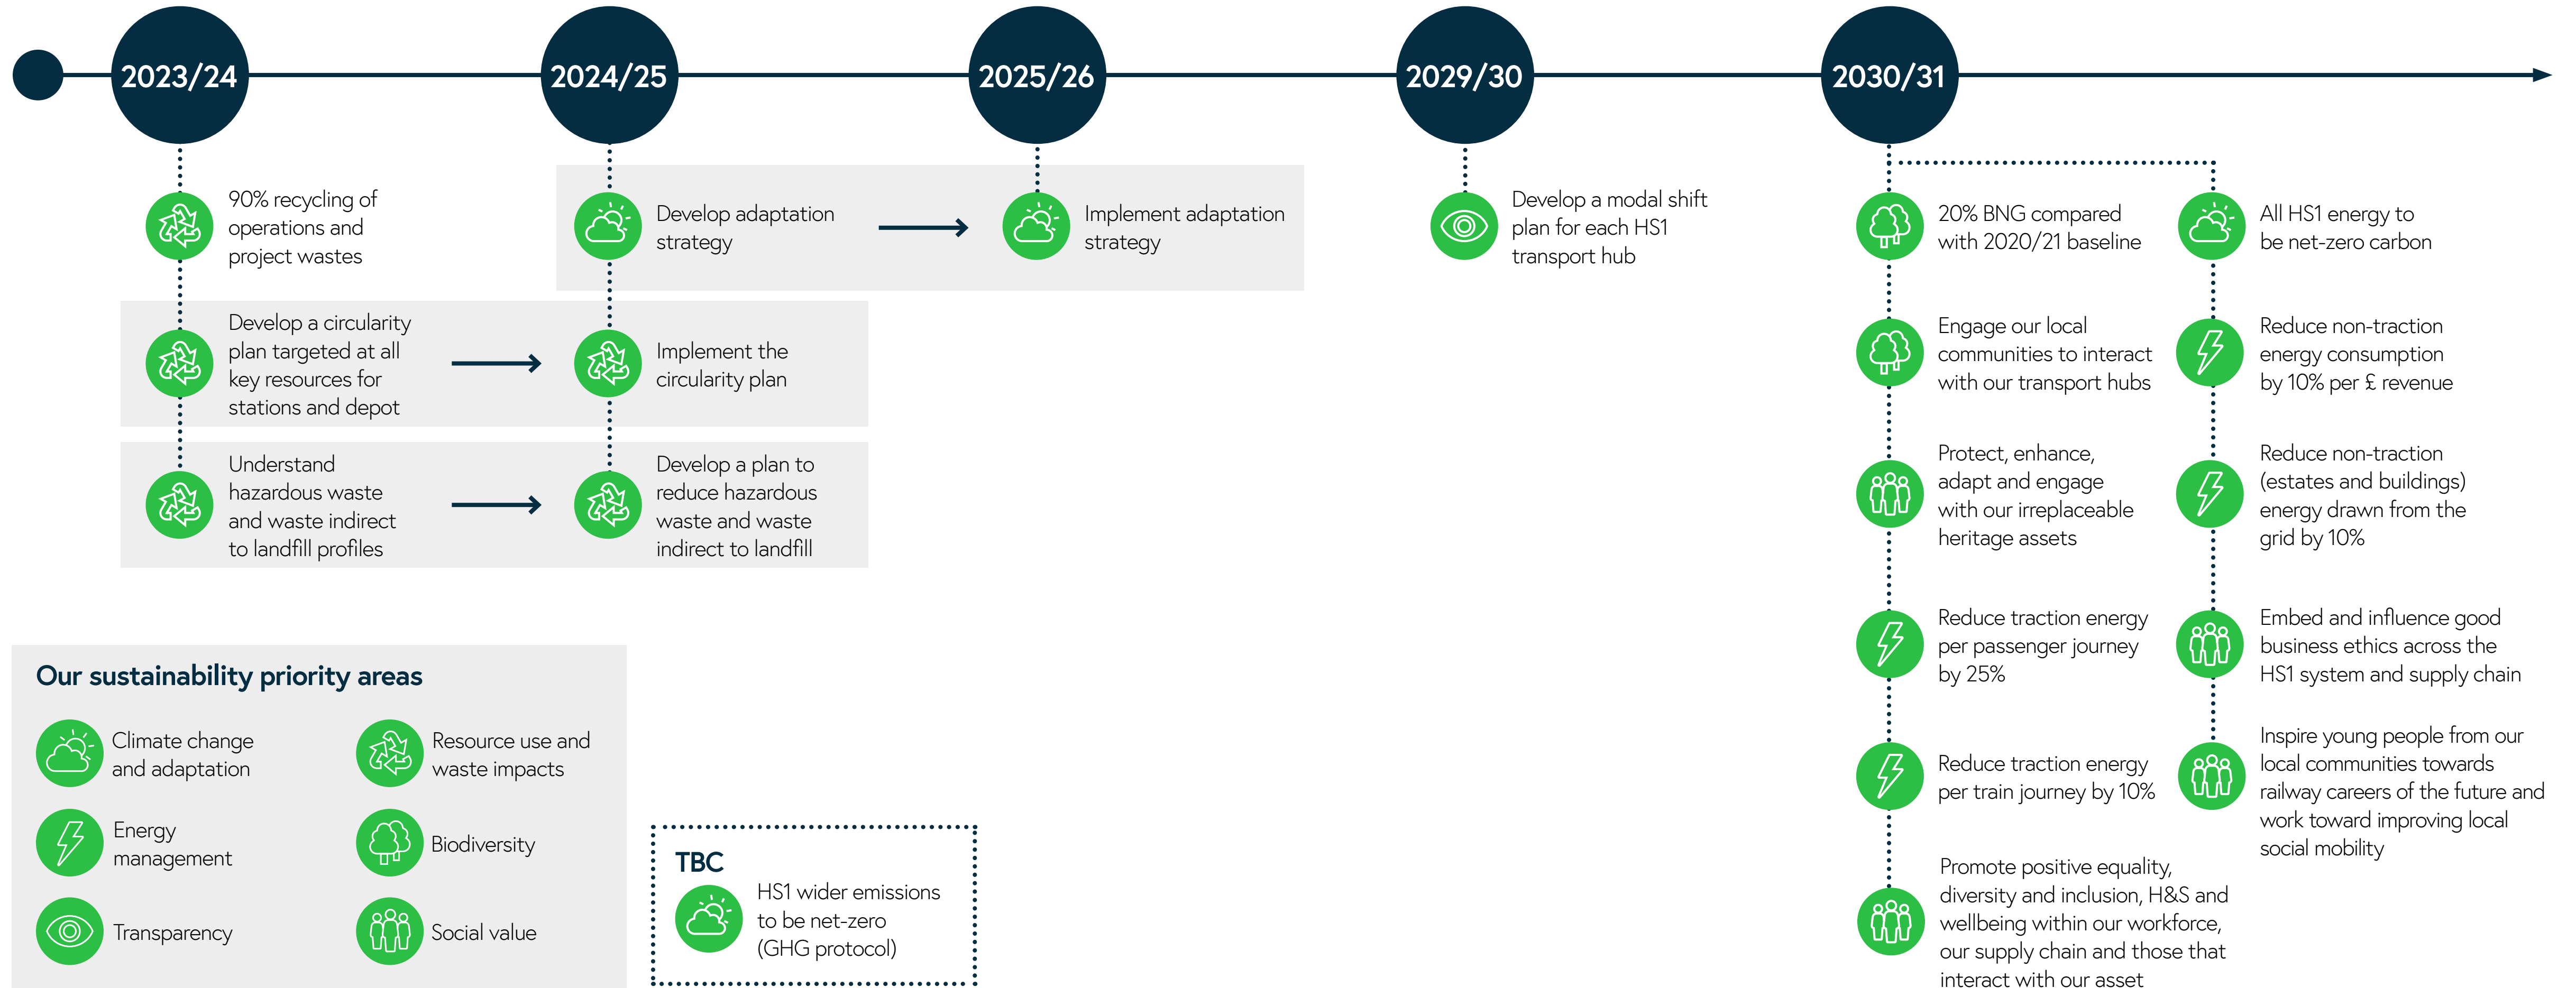 2023/24
2024/25
2025/26
2029/30
2030/31
90% recycling of
operations and
project wastes
Develop a circularity
plan targeted at all
key resources for
stations and depot
Understand
hazardous waste
and waste indirect
to landfill profiles
Develop adaptation
strategy
Implement the
circularity plan
Develop a plan to
reduce hazardous
waste and waste
indirect to landfill
Implement adaptation
strategy
Develop a modal shift
plan for each HS1
transport hub
20% BNG compared
with 2020/21 baseline
Engage our local
communities to interact
with our transport hubs
Protect, enhance,
adapt and engage
with our irreplaceable
heritage assets
Reduce traction energy
per passenger journey
by 25%
Reduce traction energy
per train journey by 10%
Promote positive equality,
diversity and inclusion, H&S and
wellbeing within our workforce,
our supply chain and those that
interact with our asset
All HS1 energy to
be net-zero carbon
Reduce non-traction
energy consumption
by 10% per £ revenue
Reduce non-traction
(estates and buildings)
energy drawn from the
grid by 10%
Embed and influence good
business ethics across the
HS1 system and supply chain
Inspire young people from our
local communities towards
railway careers of the future and
work toward improving local
social mobility
Our sustainability priority areas
Climate change
and adaptation
Resource use and
waste impacts
Energy
management
Biodiversity
Transparency
Social value
TBC
HS1 wider emissions
to be net-zero
(GHG protocol)